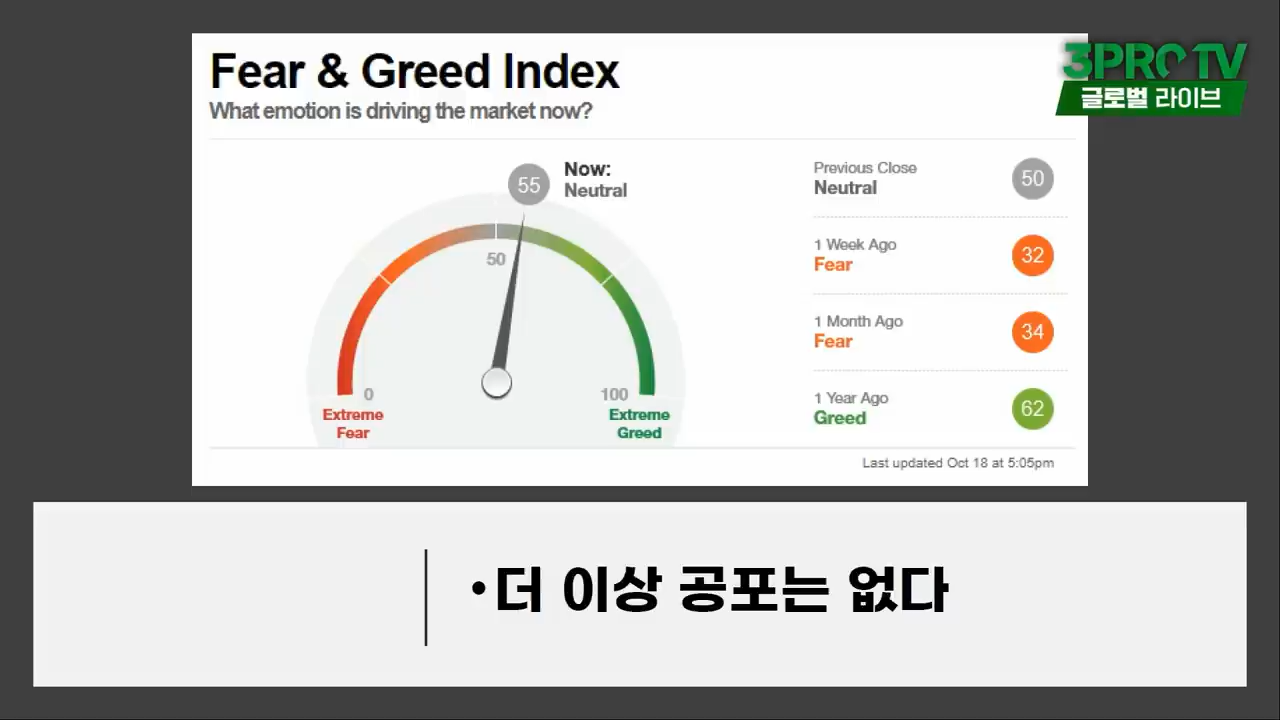 Fear & Greed Index
What emotion is driving the market now?
3PRO TV
글로벌 라이브
55
Now:
Neutral
50
0
100
Extreme
Fear
Extreme
Greed
Previous Close
Neutral
50
1 Week Ago
Fear
32
1 Month Ago
Fear
34
1 Year Ago
Greed
62
Last updated Oct 18 at 5:05pm
•더 이상 공포는 없다